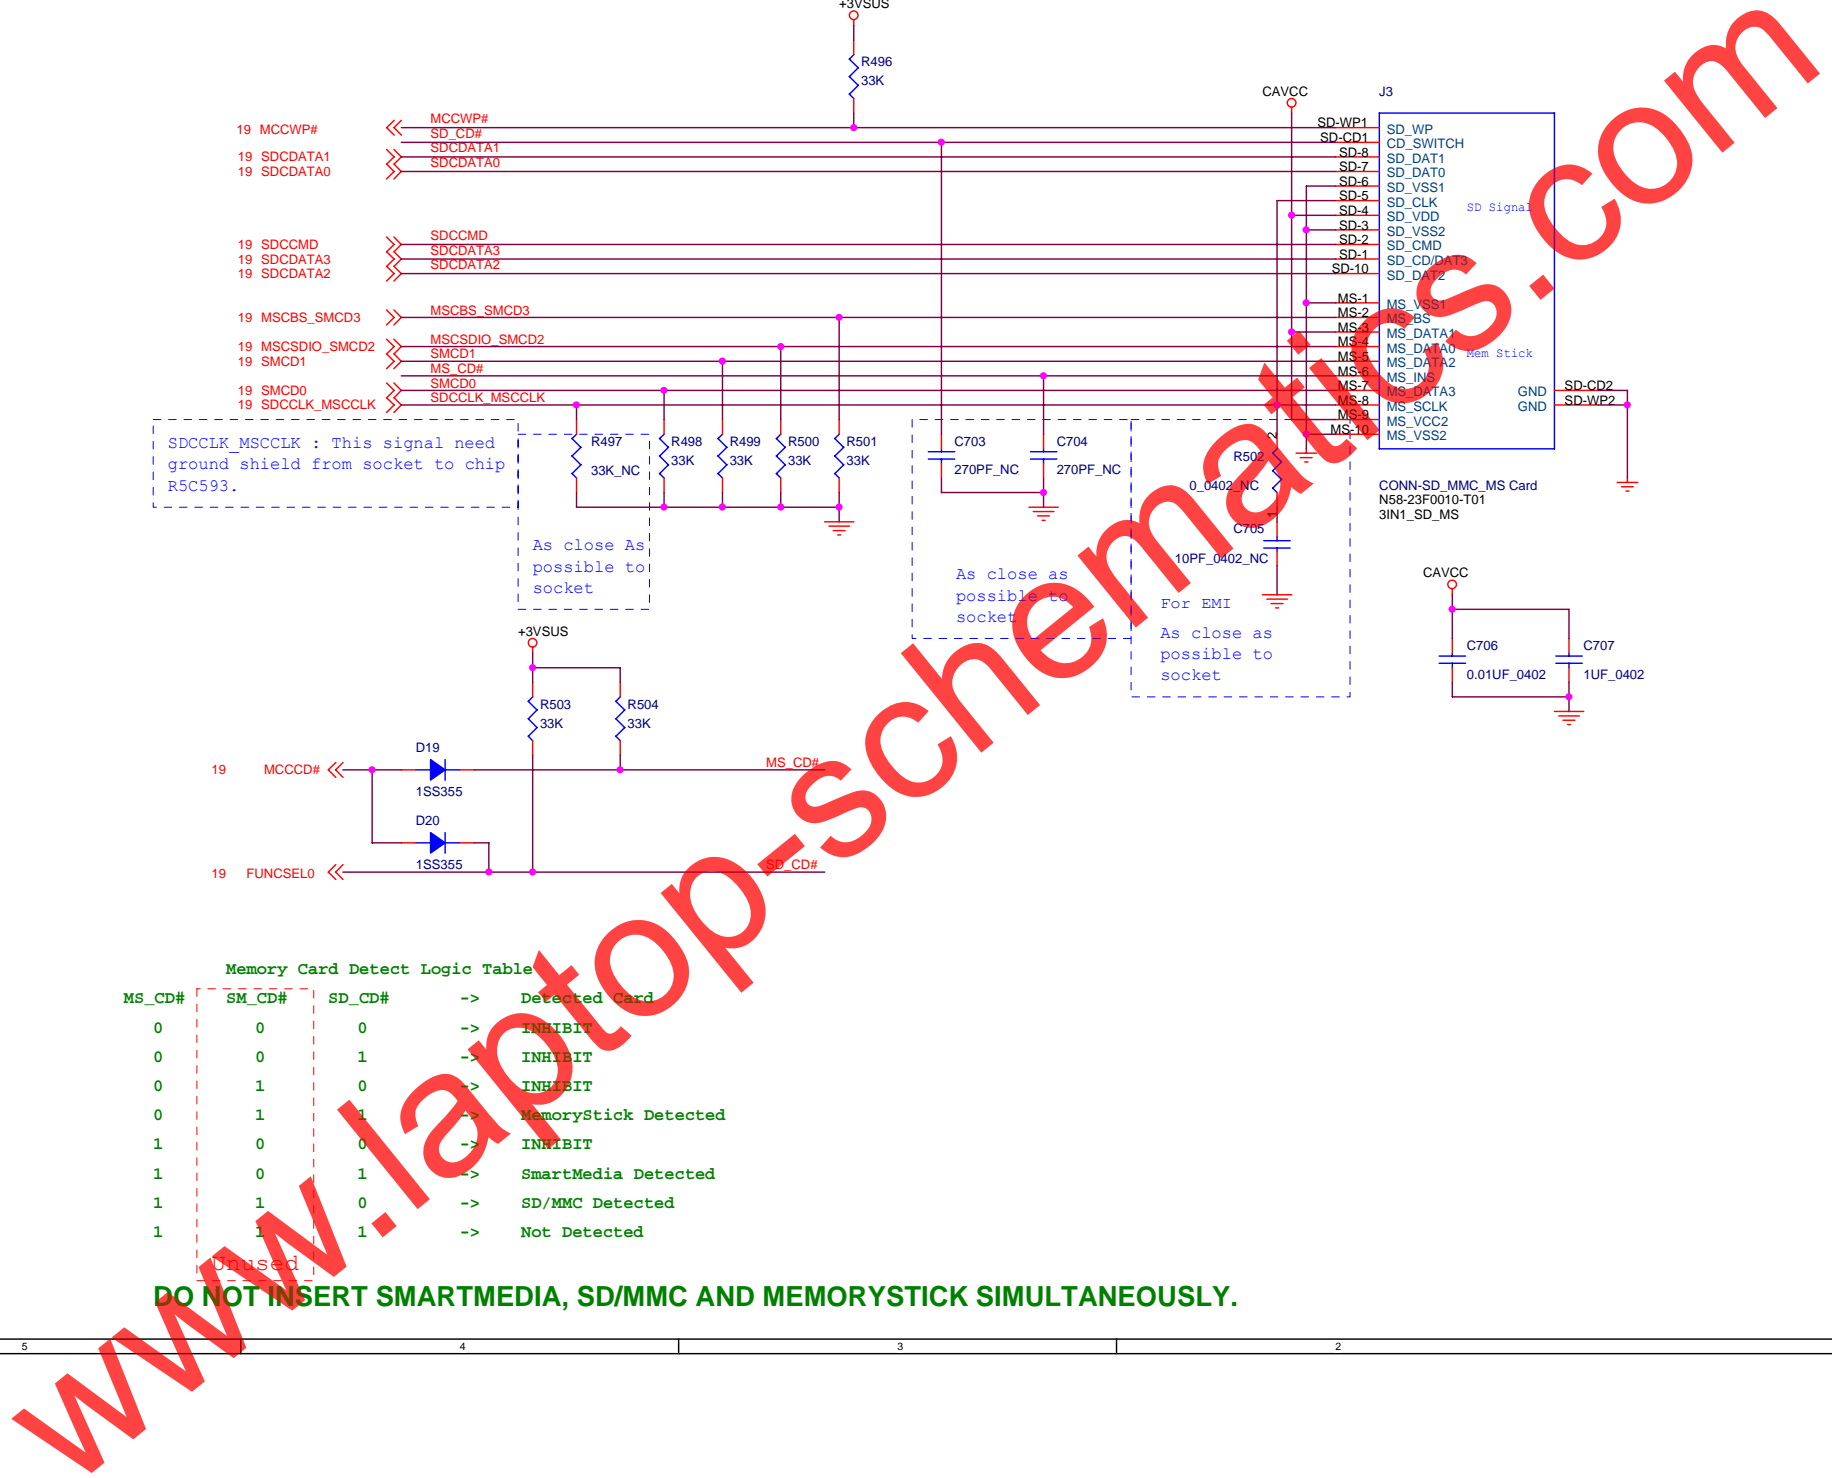 +3VSUS
R496
33K
CAVCC
J3
19 MCCWP#
MCCWP#
SD_CD#
19 SDCDATA1
SDCDATA1
19 SDCDATA0
SDCDATA0
SD-WP1
SD_WP
SD-CD1
CD_SWITCH
SD-8
SD_DAT1
SD-7
SD_DAT0
SD-6
SD_VSS1
SD-5
SD_CLK
SD Signal
SD-4
SD_VDD
SD-3
SD_VSS2
19 SDCCMD
SDCCMD
SD-2
SD_CMD
19 SDCDATA3
SDCDATA3
SD-1
SD_CD/DAT3
19 SDCDATA2
SDCDATA2
SD-10
SD_DAT2
MS-1
MS_VSS1
19 MSCBS_SMCD3
MSCBS_SMCD3
MS-2
MS_BS
MS-3
MS_DATA1
19 MSCSDIO_SMCD2
MSCSDIO_SMCD2
MS-4
MS_DATA0
Mem Stick
19 SMCD1
SMCD1
MS-5
MS_DATA2
MS_CD#
MS-6
MS_INS
19 SMCD0
SMCD0
MS-7
MS_DATA3
GND
SD-CD2
19 SDCCLK_MSCCLK
SDCCLK_MSCCLK
MS-8
MS_SCLK
GND
SD-WP2
MS-9
MS_VCC2
MS-10
MS_VSS2
SDCCLK_MSCCLK : This signal need
ground shield from socket to chip
R5C593.
R497
33K_NC
R498
33K
R499
33K
R500
33K
R501
33K
C703
270PF_NC
C704
270PF_NC
2
R502
0_0402_NC
1
C705
10PF_0402_NC
CONN-SD_MMC_MS Card
N58-23F0010-T01
3IN1_SD_MS
As close As
possible to
socket
As close as
possible to
socket
For EMI
As close as
possible to
socket
CAVCC
C706
0.01UF_0402
C707
1UF_0402
+3VSUS
R503
33K
R504
33K
19 MCCCD#
D19
1SS355
MS_CD#
D20
1SS355
19 FUNCSEL0
SD_CD#
Memory Card Detect Logic Table
MS_CD# SM_CD# SD_CD# -> Detected Card
0 0 0 -> INHIBIT
0 0 1 -> INHIBIT
0 1 0 -> INHIBIT
0 1 1 -> MemoryStick Detected
1 0 0 -> INHIBIT
1 0 1 -> SmartMedia Detected
1 1 0 -> SD/MMC Detected
1 1 1 -> Not Detected
Unused
DO NOT INSERT SMARTMEDIA, SD/MMC AND MEMORYSTICK SIMULTANEOUSLY.
5 4 3 2
www.laptop-schematics.com